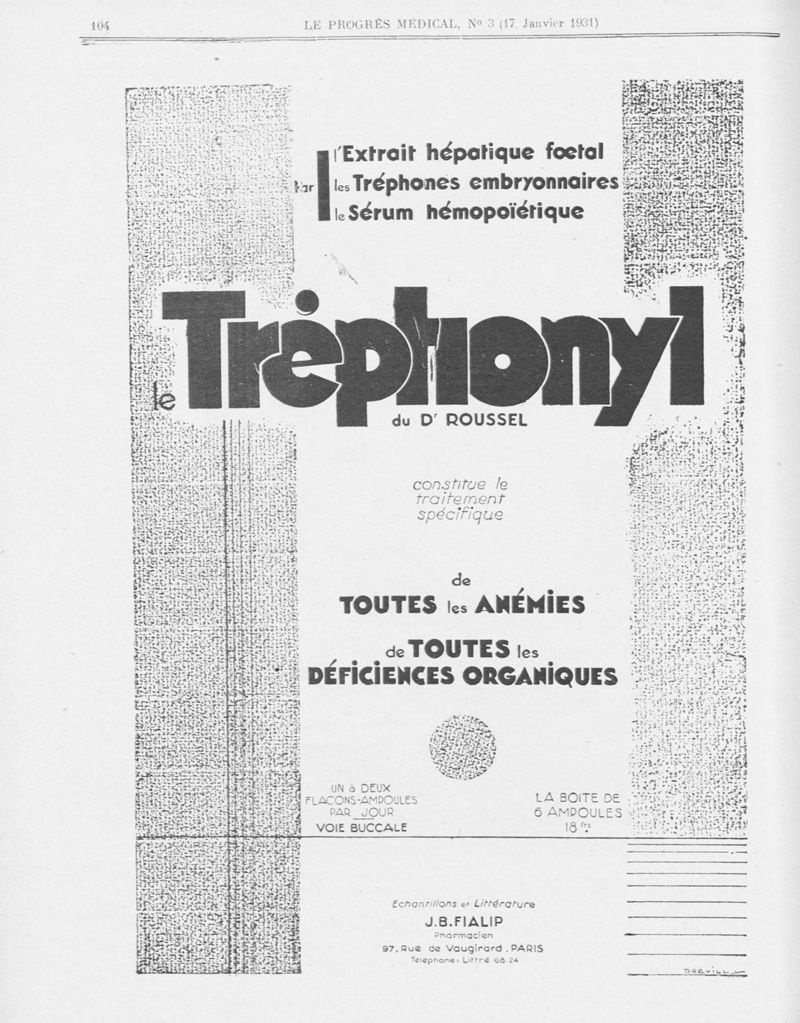 104
LE PROGRÈS MÉDICAL, No 3 (17 Janvier 1931)
l'Extrait hépatique fœtal
par les Tréphones embryonnaires
le Sérum hémopoïétique
le Tréphonyl
du Dr ROUSSEL
constitue le
traitement
spécifique
de
TOUTES les ANÉMIES
de TOUTES les
DÉFICIENCES ORGANIQUES
UN à DEUX
FLACONS-AMPOULES
PAR JOUR
VOIE BUCCALE
LA BOITE DE
6 AMPOULES
18 frs
Echantillons et Littérature
J.B.FIALIP
Pharmacien
97, Rue de Vaugirard . PARIS
Téléphone : Littré 68-24